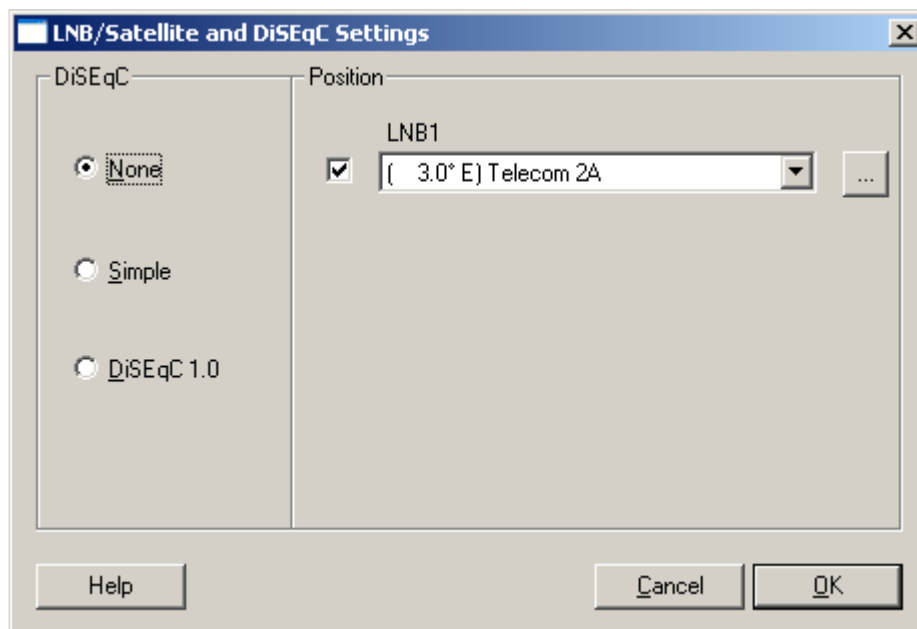 LNB/Satellite and DiSEqC Settings
DiSEqC
Position
LNB1
None
( 3.0° E) Telecom 2A
...
Simple
DiSEqC 1.0
Help
Cancel
OK